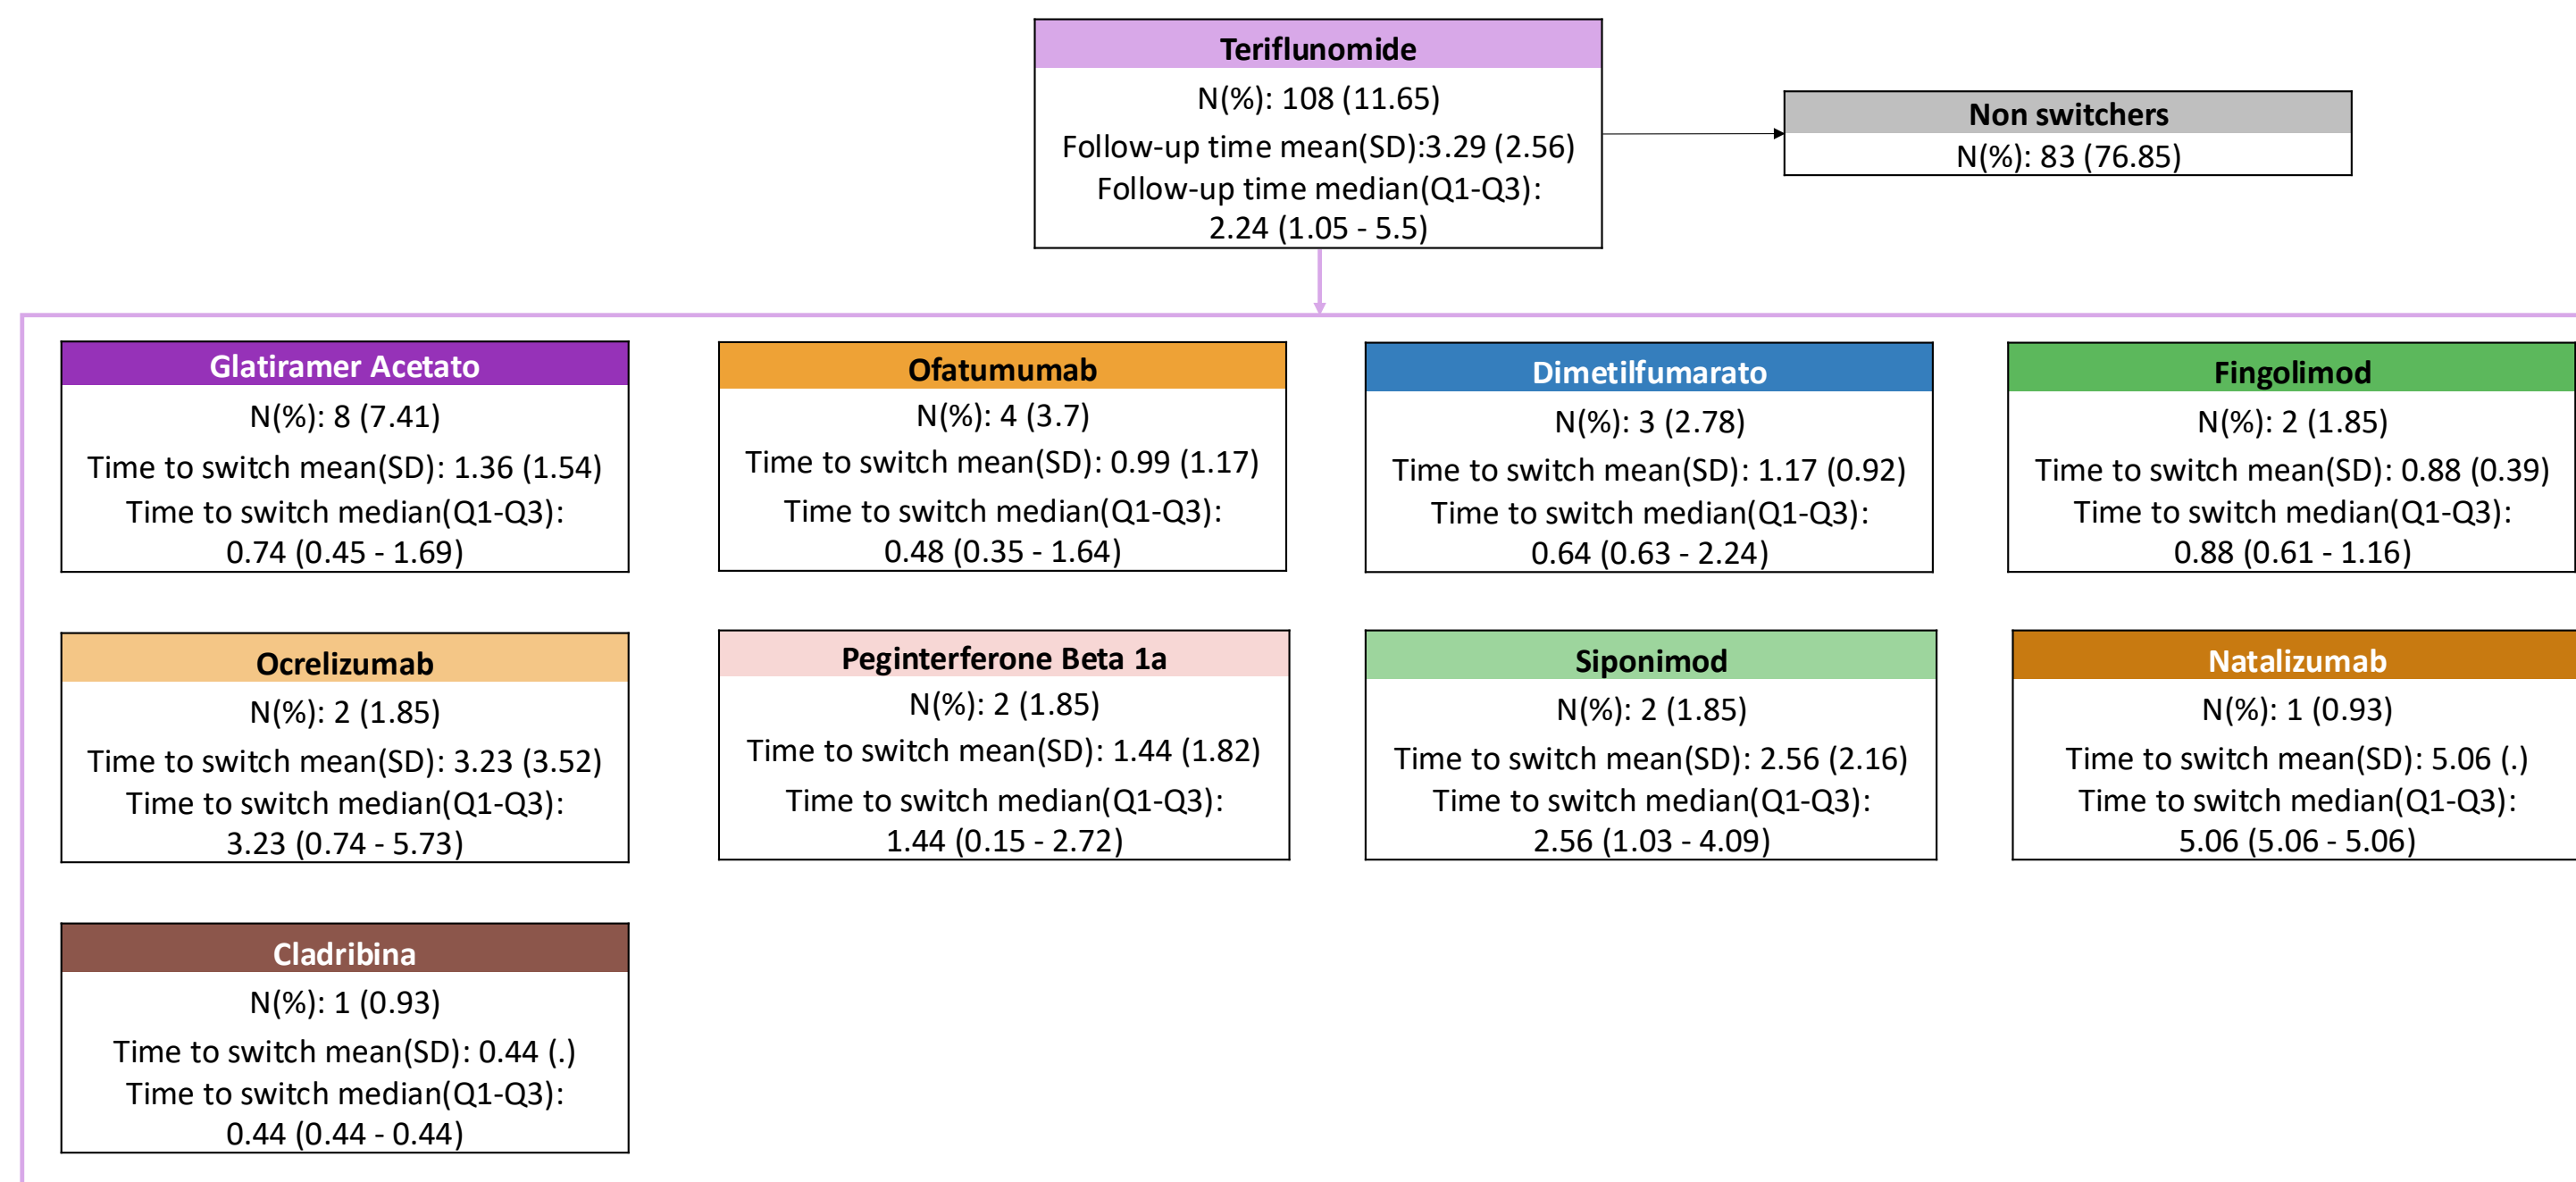 Teriflunomide
N(%): 108 (11.65)
Follow-up time mean(SD):3.29 (2.56)
Follow-up time median(Q1-Q3):
2.24 (1.05 - 5.5)
Non switchers
N(%): 83 (76.85)
Glatiramer Acetato
N(%): 8 (7.41)
Time to switch mean(SD): 1.36 (1.54)
Time to switch median(Q1-Q3):
0.74 (0.45 - 1.69)
Ofatumumab
N(%): 4 (3.7)
Time to switch mean(SD): 0.99 (1.17)
Time to switch median(Q1-Q3):
0.48 (0.35 - 1.64)
Dimetilfumarato
N(%): 3 (2.78)
Time to switch mean(SD): 1.17 (0.92)
Time to switch median(Q1-Q3):
0.64 (0.63 - 2.24)
Fingolimod
N(%): 2 (1.85)
Time to switch mean(SD): 0.88 (0.39)
Time to switch median(Q1-Q3):
0.88 (0.61 - 1.16)
Ocrelizumab
N(%): 2 (1.85)
Time to switch mean(SD): 3.23 (3.52)
Time to switch median(Q1-Q3):
3.23 (0.74 - 5.73)
Peginterferone Beta 1a
N(%): 2 (1.85)
Time to switch mean(SD): 1.44 (1.82)
Time to switch median(Q1-Q3):
1.44 (0.15 - 2.72)
Siponimod
N(%): 2 (1.85)
Time to switch mean(SD): 2.56 (2.16)
Time to switch median(Q1-Q3):
2.56 (1.03 - 4.09)
Natalizumab
N(%): 1 (0.93)
Time to switch mean(SD): 5.06 (.)
Time to switch median(Q1-Q3):
5.06 (5.06 - 5.06)
Cladribina
N(%): 1 (0.93)
Time to switch mean(SD): 0.44 (.)
Time to switch median(Q1-Q3):
0.44 (0.44 - 0.44)